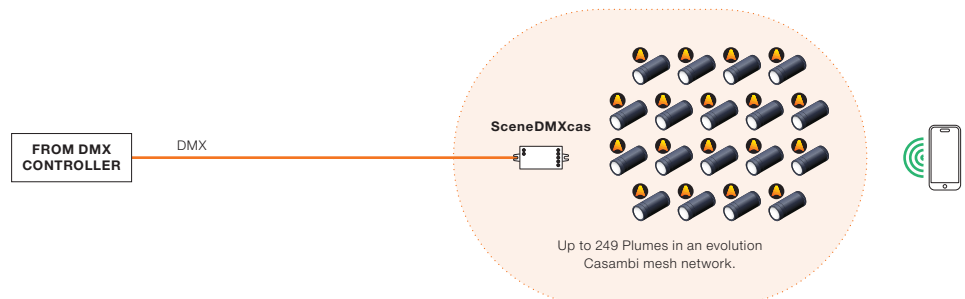 FROM DMX
CONTROLLER
DMX
SceneDMXcas
Up to 249 Plumes in an evolution
Casambi mesh network.